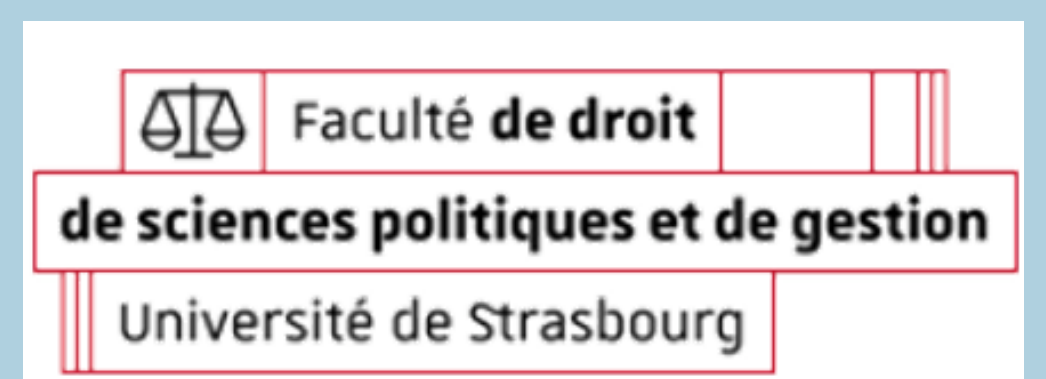 Faculté de droit
de sciences politiques et de gestion
Université de Strasbourg